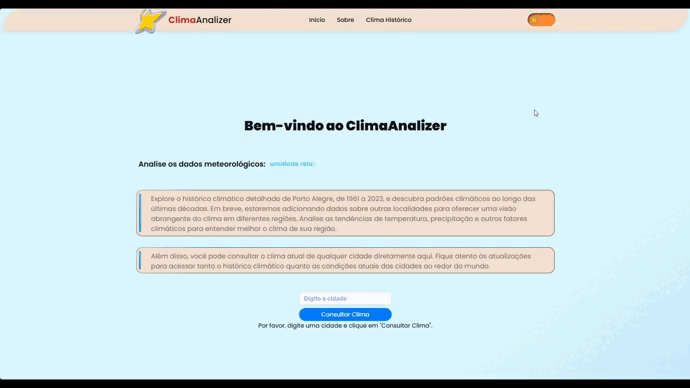 ClimaAnalizer
Início Sobre Clima Histórico
Bem-vindo ao ClimaAnalizer
Analise os dados meteorológicos: umidade rela
Explore o histórico climático detalhado de Porto Alegre, de 1961 a 2023, e descubra padrões climáticos ao longo das
últimas décadas. Em breve, estaremos adicionando dados sobre outras localidades para oferecer uma visão
abrangente do clima em diferentes regiões. Analise as tendências de temperatura, precipitação e outros fatores
climáticos para entender melhor o clima de sua região.
Além disso, você pode consultar o clima atual de qualquer cidade diretamente aqui. Fique atento às atualizações
para acessar tanto o histórico climático quanto as condições atuais das cidades ao redor do mundo.
Digite a cidade
Consultar Clima
Por favor, digite uma cidade e clique em "Consultar Clima".